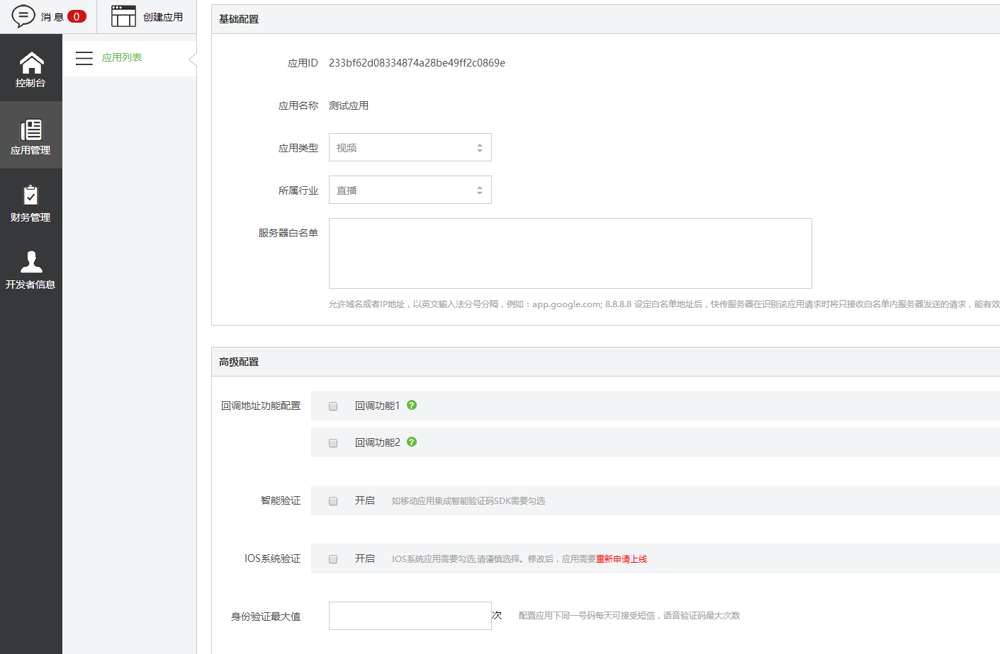 消 息 0
创建应用
控制台
应用管理
财务管理
开发者信息
应用列表
基础配置
应用ID 233bf62d08334874a28be49ff2c0869e
应用名称 测试应用
应用类型 视频
所属行业 直播
服务器白名单
允许域名或者IP地址，以英文输入法分号分隔，例如：app.google.com; 8.8.8.8 设定白名单地址后，快传服务器在识别该应用请求时将只接收白名单内服务器发送的请求，能有效
高级配置
回调地址功能配置 回调功能1 ?
回调功能2 ?
智能验证 开启 如移动应用集成智能验证码SDK需要勾选
IOS系统验证 开启 IOS系统应用需要勾选,请谨慎选择。修改后，应用需要重新申请上线
身份验证最大值 次 配置应用下同一号码每天可接受短信，语音验证码最大次数